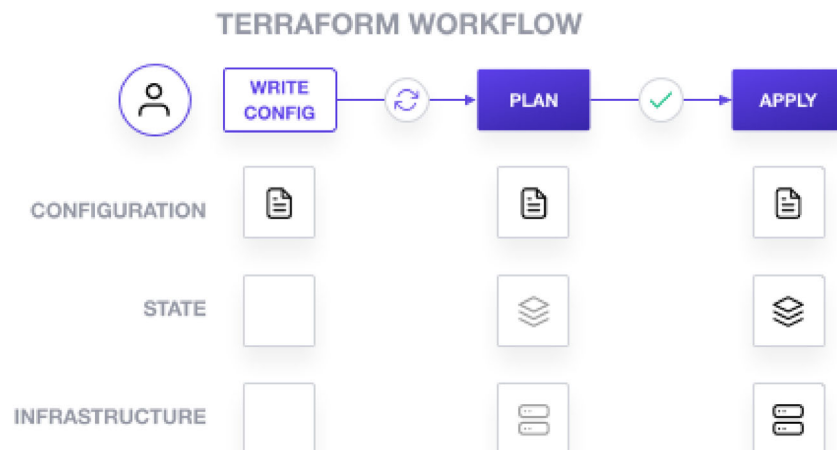 TERRAFORM WORKFLOW
WRITE
CONFIG
PLAN
APPLY
CONFIGURATION
STATE
INFRASTRUCTURE